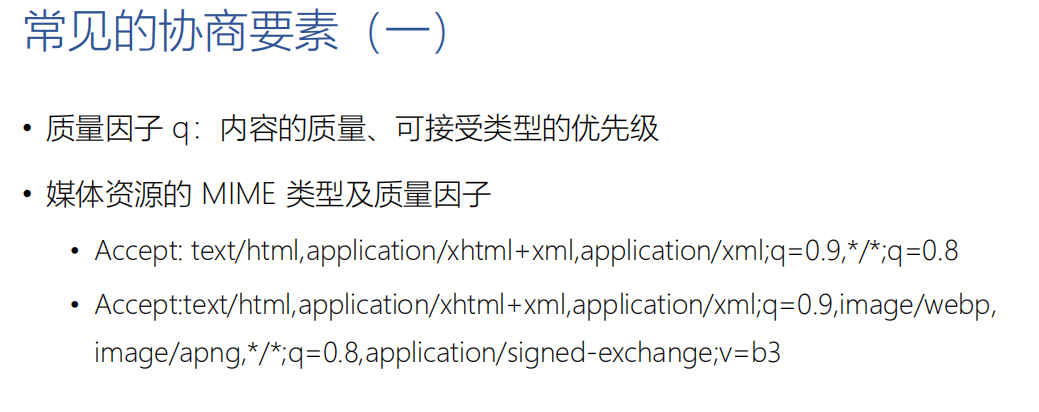 常见的协商要素（一）
• 质量因子 q：内容的质量、可接受类型的优先级
• 媒体资源的 MIME 类型及质量因子
• Accept: text/html,application/xhtml+xml,application/xml;q=0.9,*/*;q=0.8
• Accept:text/html,application/xhtml+xml,application/xml;q=0.9,image/webp,
image/apng,*/*;q=0.8,application/signed-exchange;v=b3